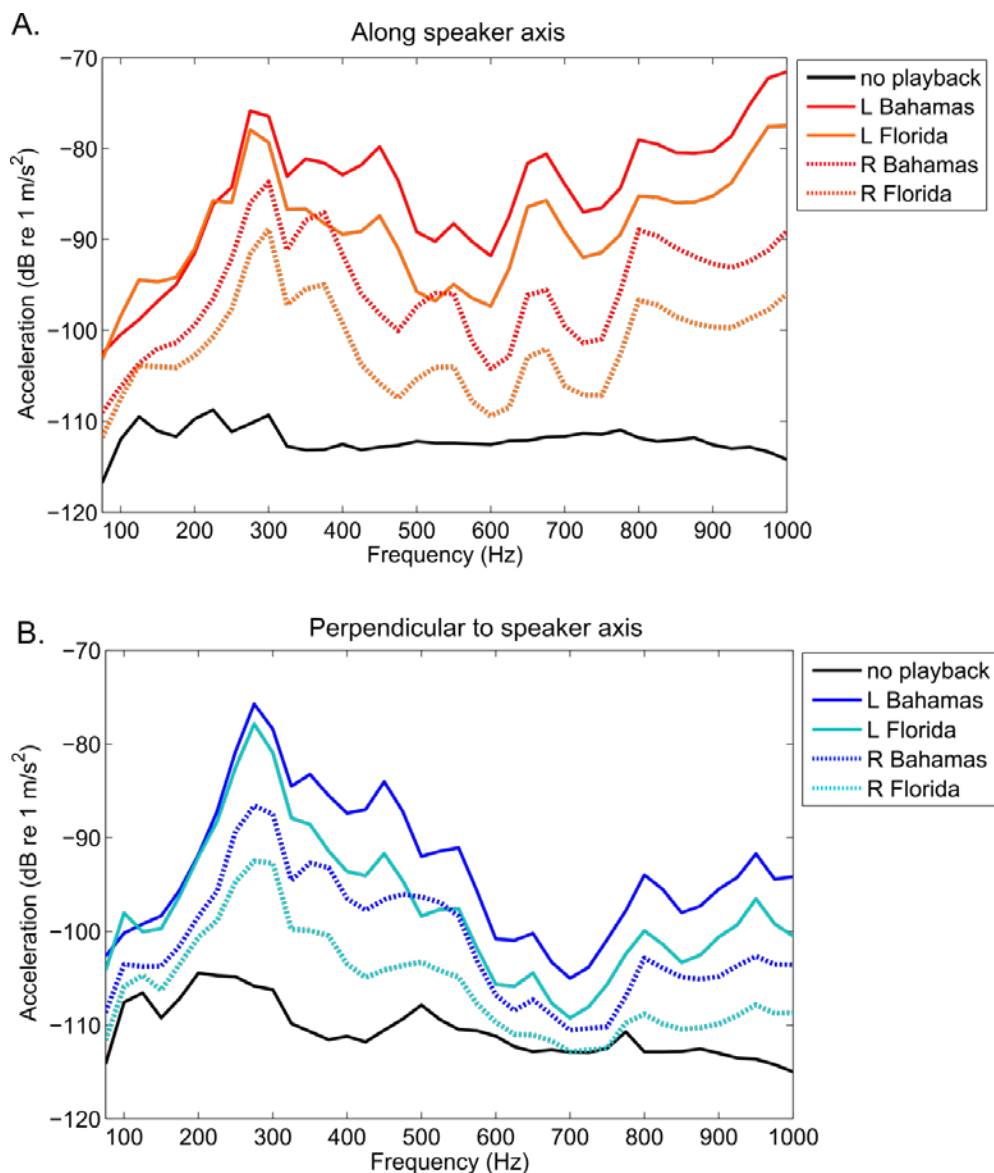 A.
Along speaker axis
−70
−80
−90
−100
−110
−120
Acceleration (dB re 1 m/s²)
100 200 300 400 500 600 700 800 900 1000
Frequency (Hz)
no playback
L Bahamas
L Florida
R Bahamas
R Florida
B.
Perpendicular to speaker axis
−70
−80
−90
−100
−110
−120
Acceleration (dB re 1 m/s²)
100 200 300 400 500 600 700 800 900 1000
Frequency (Hz)
no playback
L Bahamas
L Florida
R Bahamas
R Florida